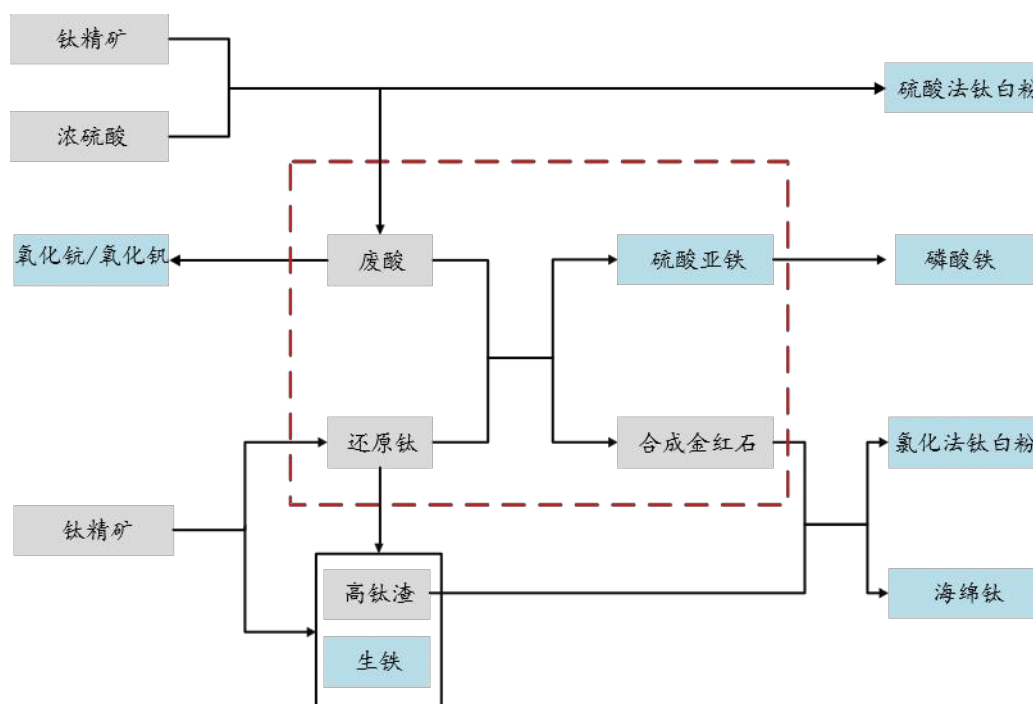 钛精矿
浓硫酸
硫酸法钛白粉
氧化钪/氧化钒
废酸
硫酸亚铁
磷酸铁
还原钛
合成金红石
氯化法钛白粉
钛精矿
高钛渣
海绵钛
生铁